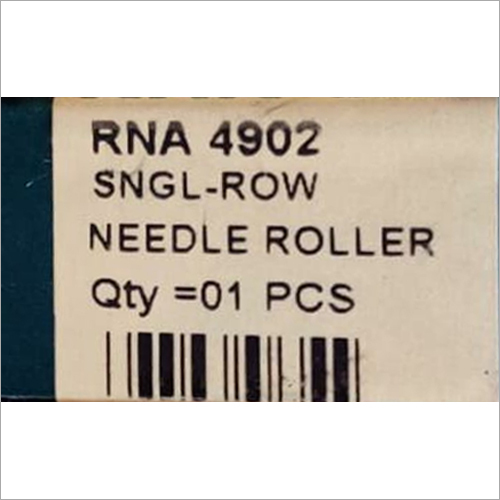 RNA 4902
SNGL-ROW
NEEDLE ROLLER
Qty =01 PCS